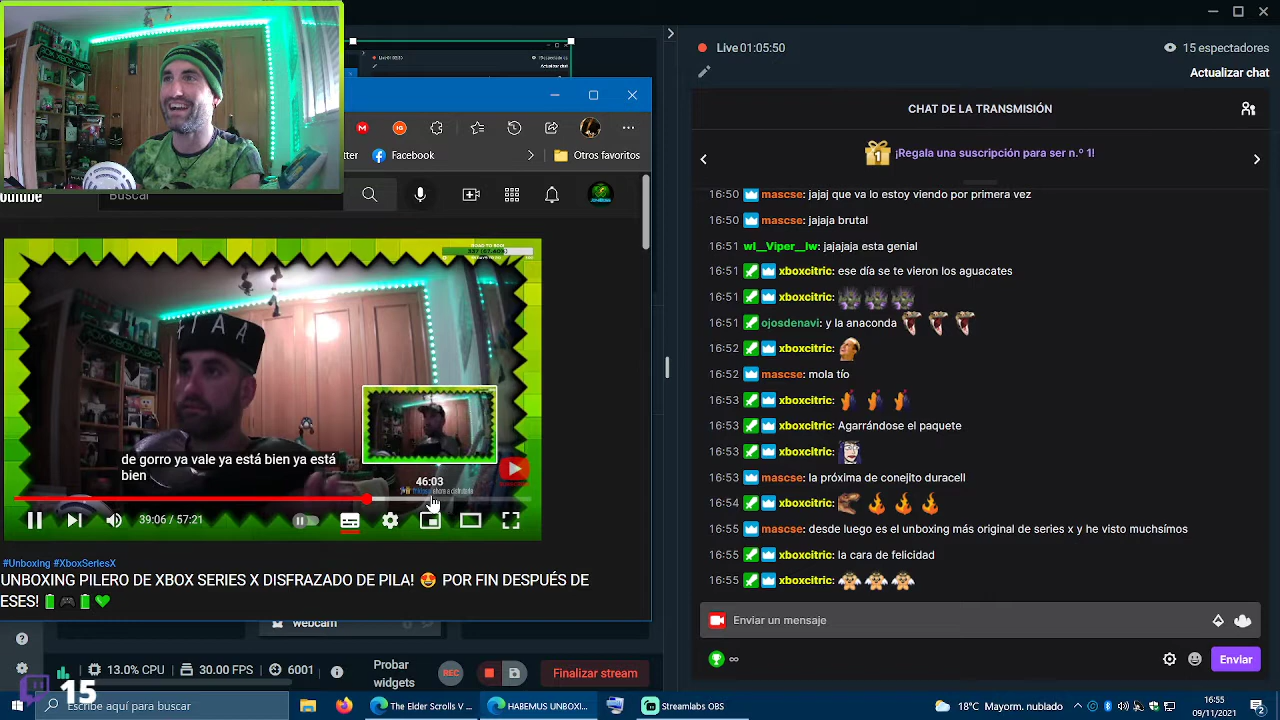 Live 01:05:50
15 espectadores
Actualizar chat
CHAT DE LA TRANSMISIÓN
¡Regala una suscripción para ser n.º 1!
Facebook
Otros favoritos
Buscar
16:50 mascse: jajaj que va lo estoy viendo por primera vez
16:50 mascse: jajaja brutal
16:51 wl__Viper__lw: jajajaja esta genial
16:51 xboxcitric: ese día se te vieron los aguacates
16:51 xboxcitric:
16:51 ojosdenavi: y la anaconda
16:52 xboxcitric:
16:52 mascse: mola tío
16:53 xboxcitric:
16:53 xboxcitric: Agarrándose el paquete
16:53 xboxcitric:
16:53 mascse: la próxima de conejito duracell
16:54 xboxcitric:
16:55 mascse: desde luego es el unboxing más original de series x y he visto muchsímos
16:55 xboxcitric: la cara de felicidad
16:55 xboxcitric:
de gorro ya vale ya está bien ya está
bien
46:03
39:06 / 57:21
#Unboxing #XboxSeriesX
UNBOXING PILERO DE XBOX SERIES X DISFRAZADO DE PILA! 🤩 POR FIN DESPUÉS DE
ESES! 🔋 🎮 🔋 💚
webcam
Enviar un mensaje
∞
Enviar
13.0% CPU
30.00 FPS
6001
Probar
widgets
REC
Finalizar stream
15
Escribe aquí para buscar
The Elder Scrolls V ...
HABEMUS UNBOXI...
Streamlabs OBS
18°C Mayorm. nublado
16:55
09/11/2021
2